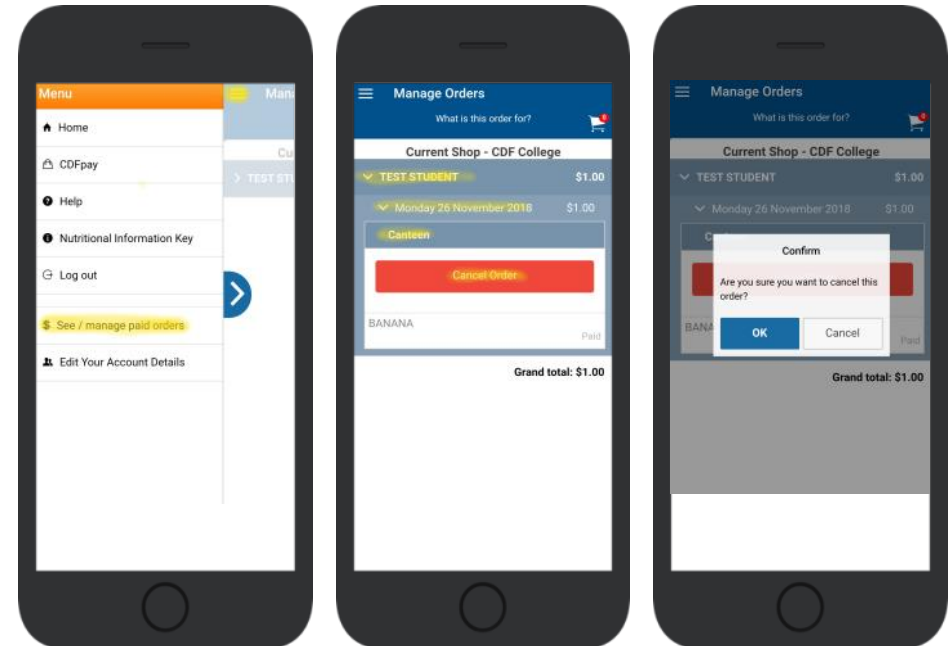 Menu
Home
CDFpay
Help
Nutritional Information Key
Log out
$ See / manage paid orders
Edit Your Account Details
Mana
Cu
TEST STU
Manage Orders
What is this order for?
Current Shop - CDF College
TEST STUDENT $1.00
Monday 26 November 2018 $1.00
Canteen
Cancel Order
BANANA
Paid
Grand total: $1.00
Manage Orders
What is this order for?
Current Shop - CDF College
TEST STUDENT $1.00
Monday 26 November 2018 $1.00
C
Confirm
Are you sure you want to cancel this
order?
OK Cancel
BANA
Paid
Grand total: $1.00